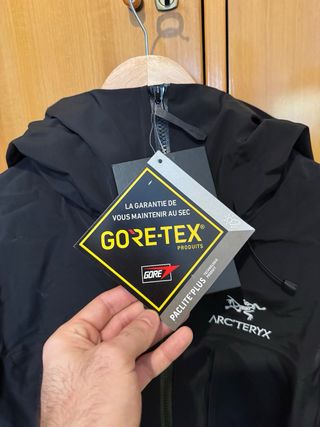 LA GARANTIE DE
VOUS MAINTENIR AU SEC
GORE-TEX®
PRODUITS
GORE
PACLITE®PLUS
ARC'TERYX